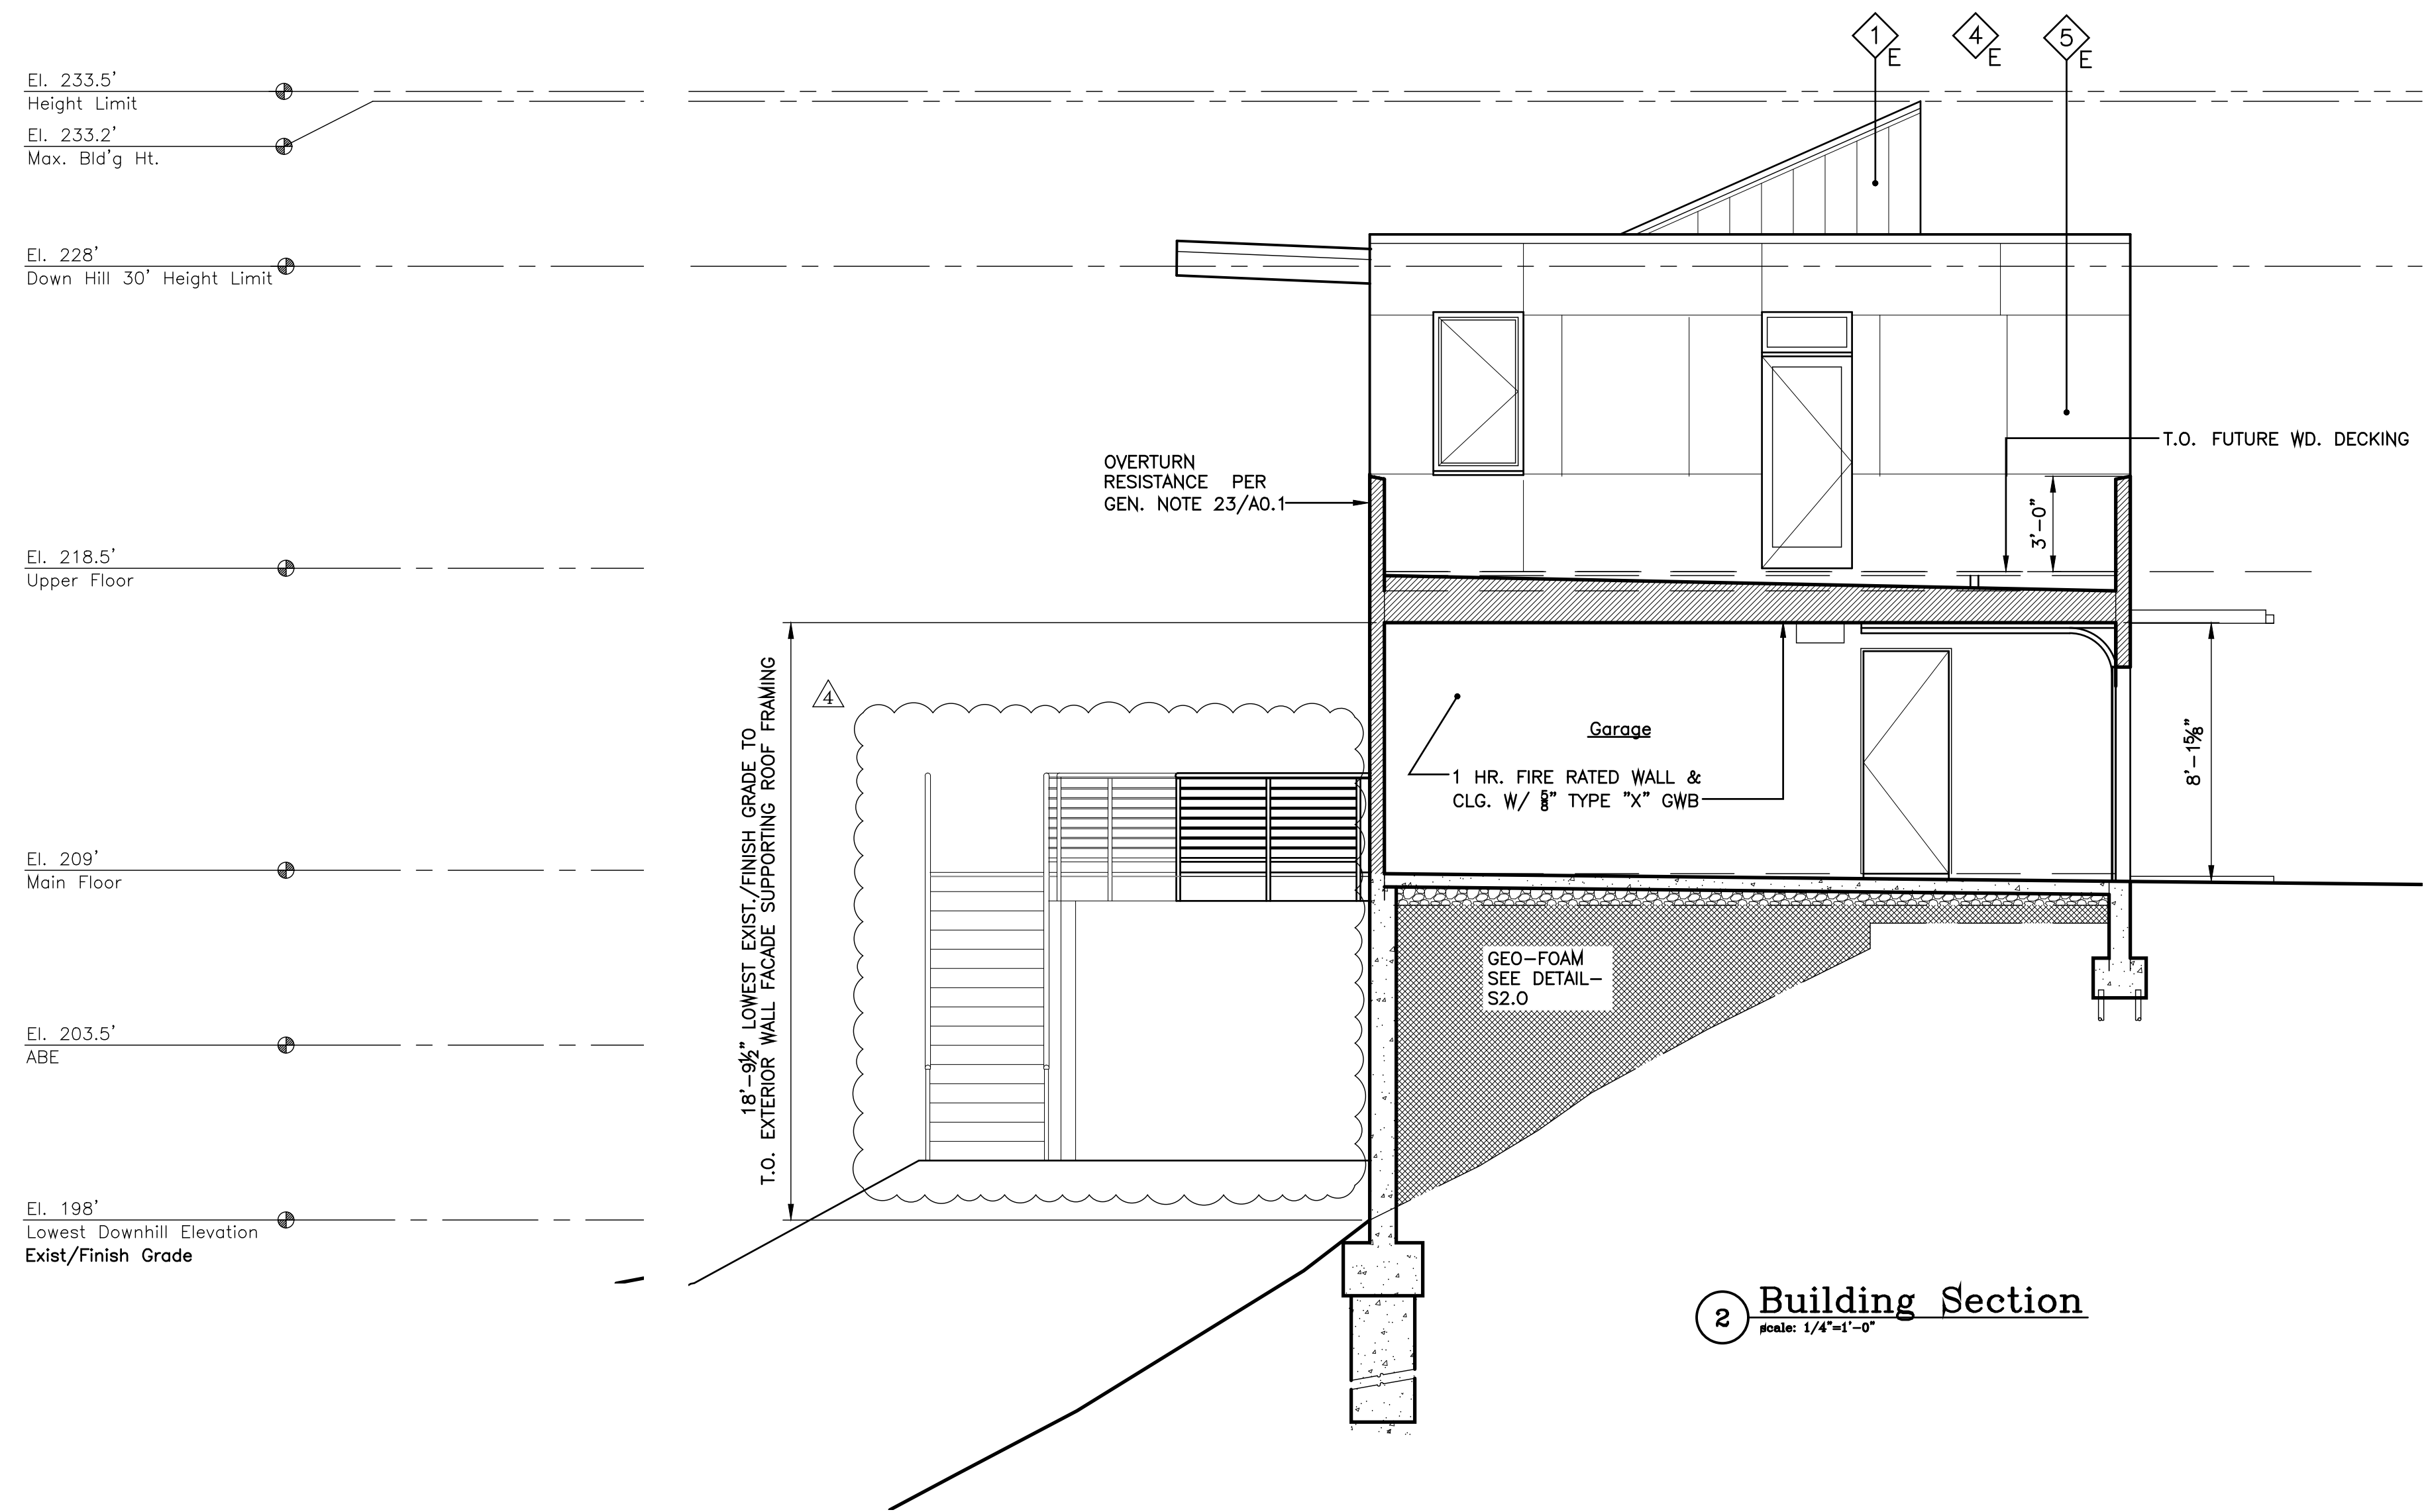 1
E
4
E
5
E
El. 233.5'
Height Limit
El. 233.2'
Max. Bld'g Ht.
El. 228'
Down Hill 30' Height Limit
T.O. FUTURE WD. DECKING
OVERTURN
RESISTANCE PER
GEN. NOTE 23/A0.1
3'-0"
El. 218.5'
Upper Floor
18'-9½" LOWEST EXIST./FINISH GRADE TO
T.O. EXTERIOR WALL FACADE SUPPORTING ROOF FRAMING
4
Garage
1 HR. FIRE RATED WALL &
CLG. W/ ⅝" TYPE "X" GWB
8'-1⅝"
El. 209'
Main Floor
GEO-FOAM
SEE DETAIL-
S2.0
El. 203.5'
ABE
El. 198'
Lowest Downhill Elevation
Exist/Finish Grade
2
Building Section
scale: 1/4"=1'-0"